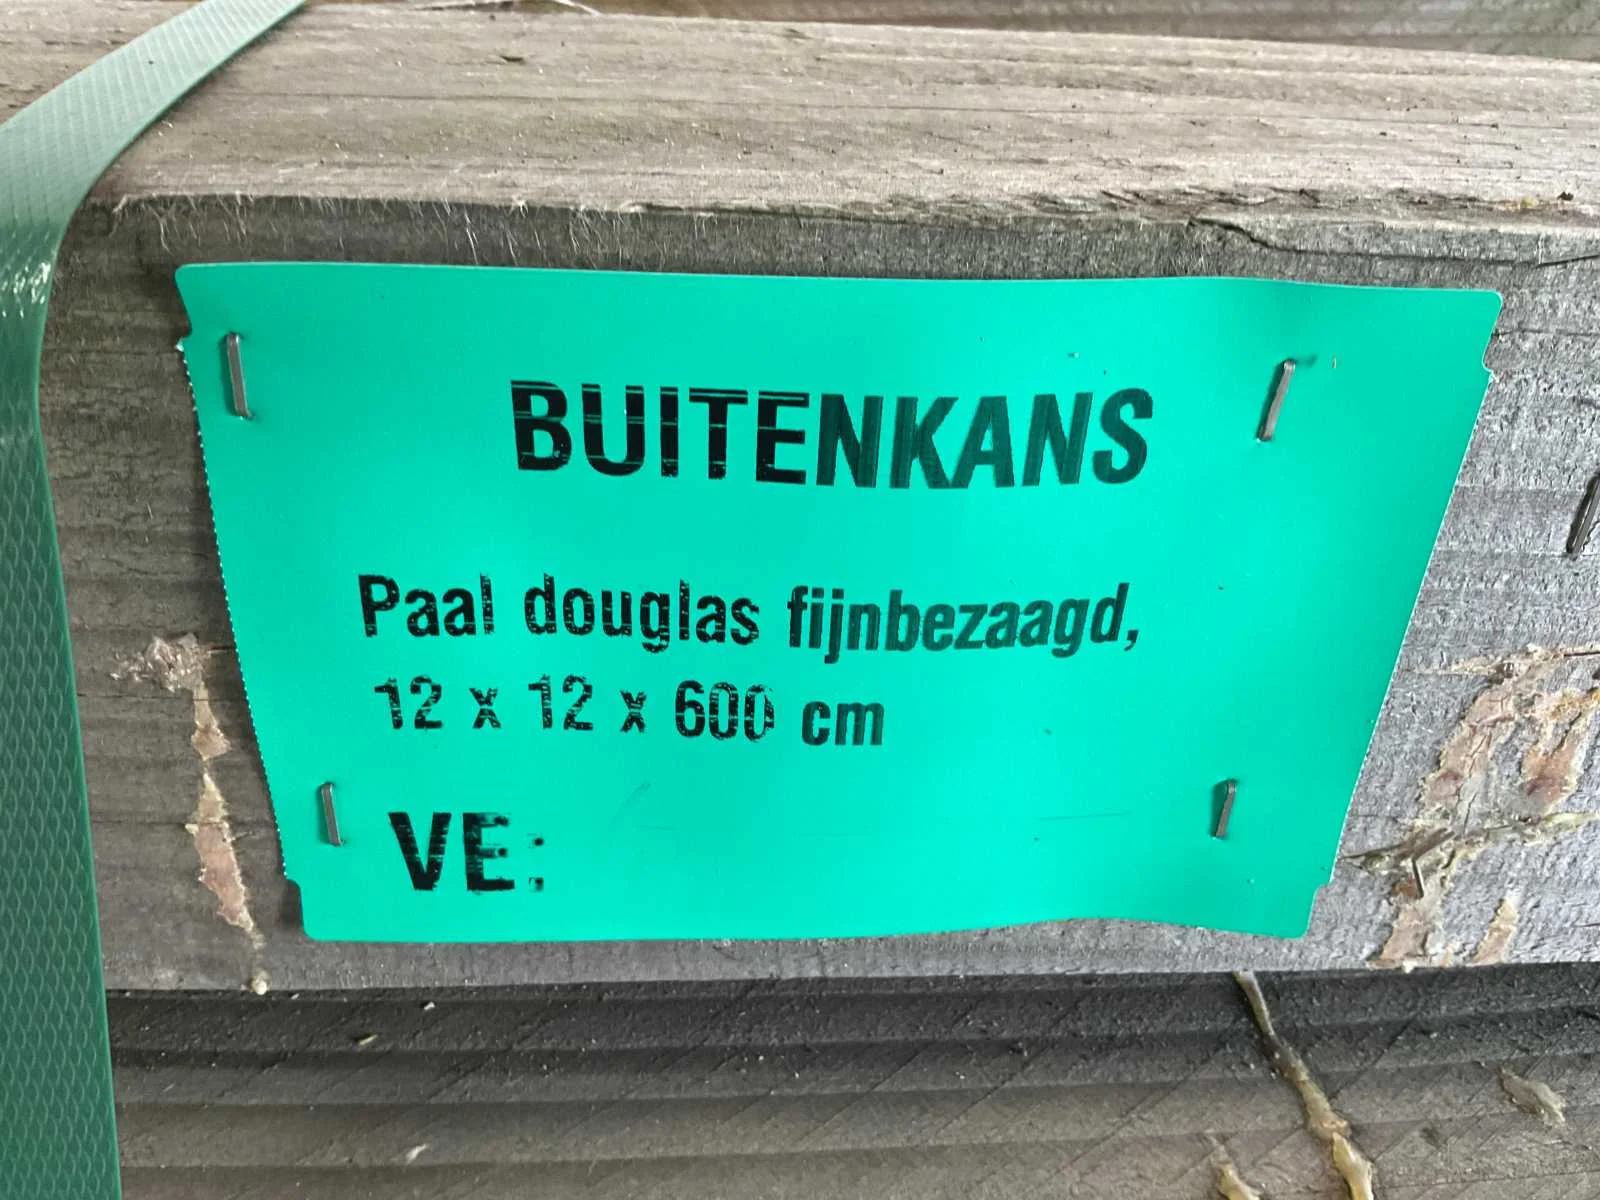 BUITENKANS
Paal douglas fijnbezaagd,
12 x 12 x 600 cm
VE: